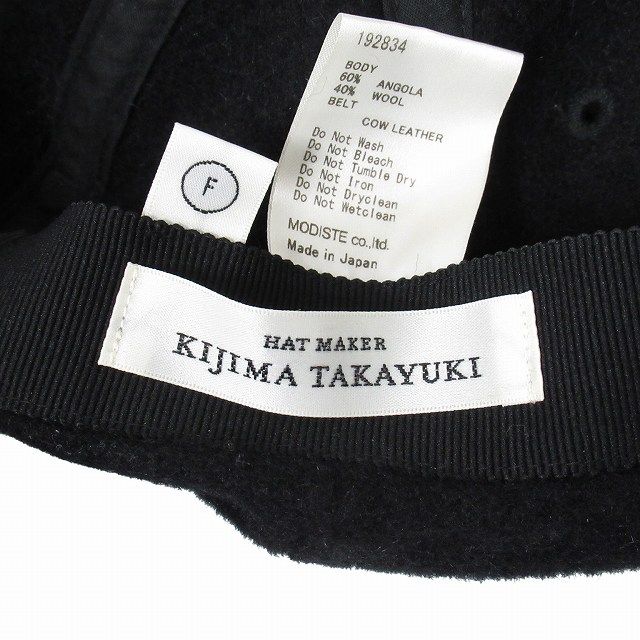 192834
BODY
60% ANGOLA
40% WOOL
BELT
COW LEATHER
Do Not Wash
Do Not Bleach
Do Not Tumble Dry
Do Not Iron
Do Not Dryclean
Do Not Wetclean
MODISTE co.,ltd.
Made in Japan
F
HAT MAKER
KIJIMA TAKAYUKI